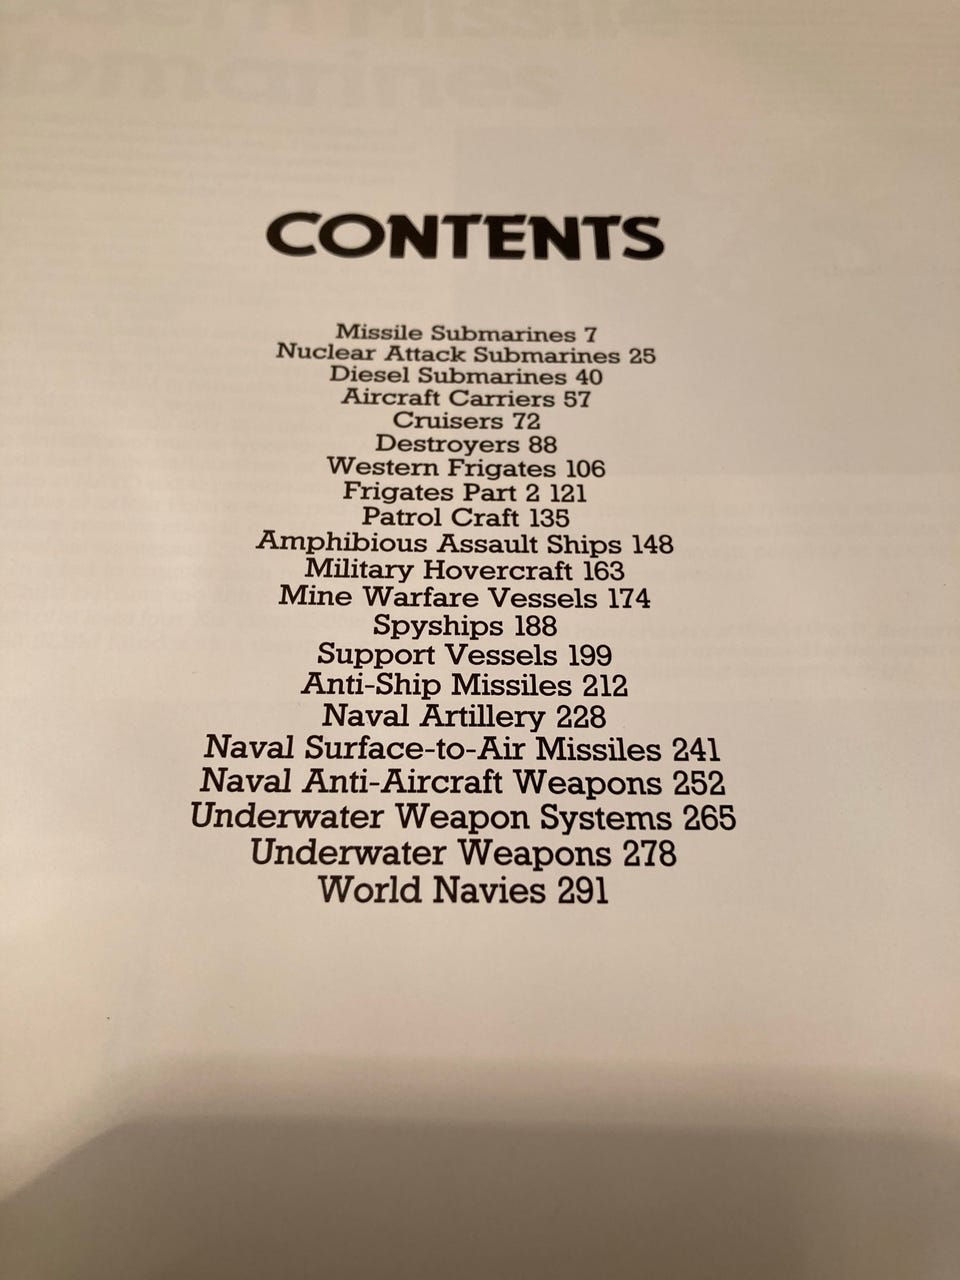 CONTENTS
Missile Submarines 7
Nuclear Attack Submarines 25
Diesel Submarines 40
Aircraft Carriers 57
Cruisers 72
Destroyers 88
Western Frigates 106
Frigates Part 2 121
Patrol Craft 135
Amphibious Assault Ships 148
Military Hovercraft 163
Mine Warfare Vessels 174
Spyships 188
Support Vessels 199
Anti-Ship Missiles 212
Naval Artillery 228
Naval Surface-to-Air Missiles 241
Naval Anti-Aircraft Weapons 252
Underwater Weapon Systems 265
Underwater Weapons 278
World Navies 291